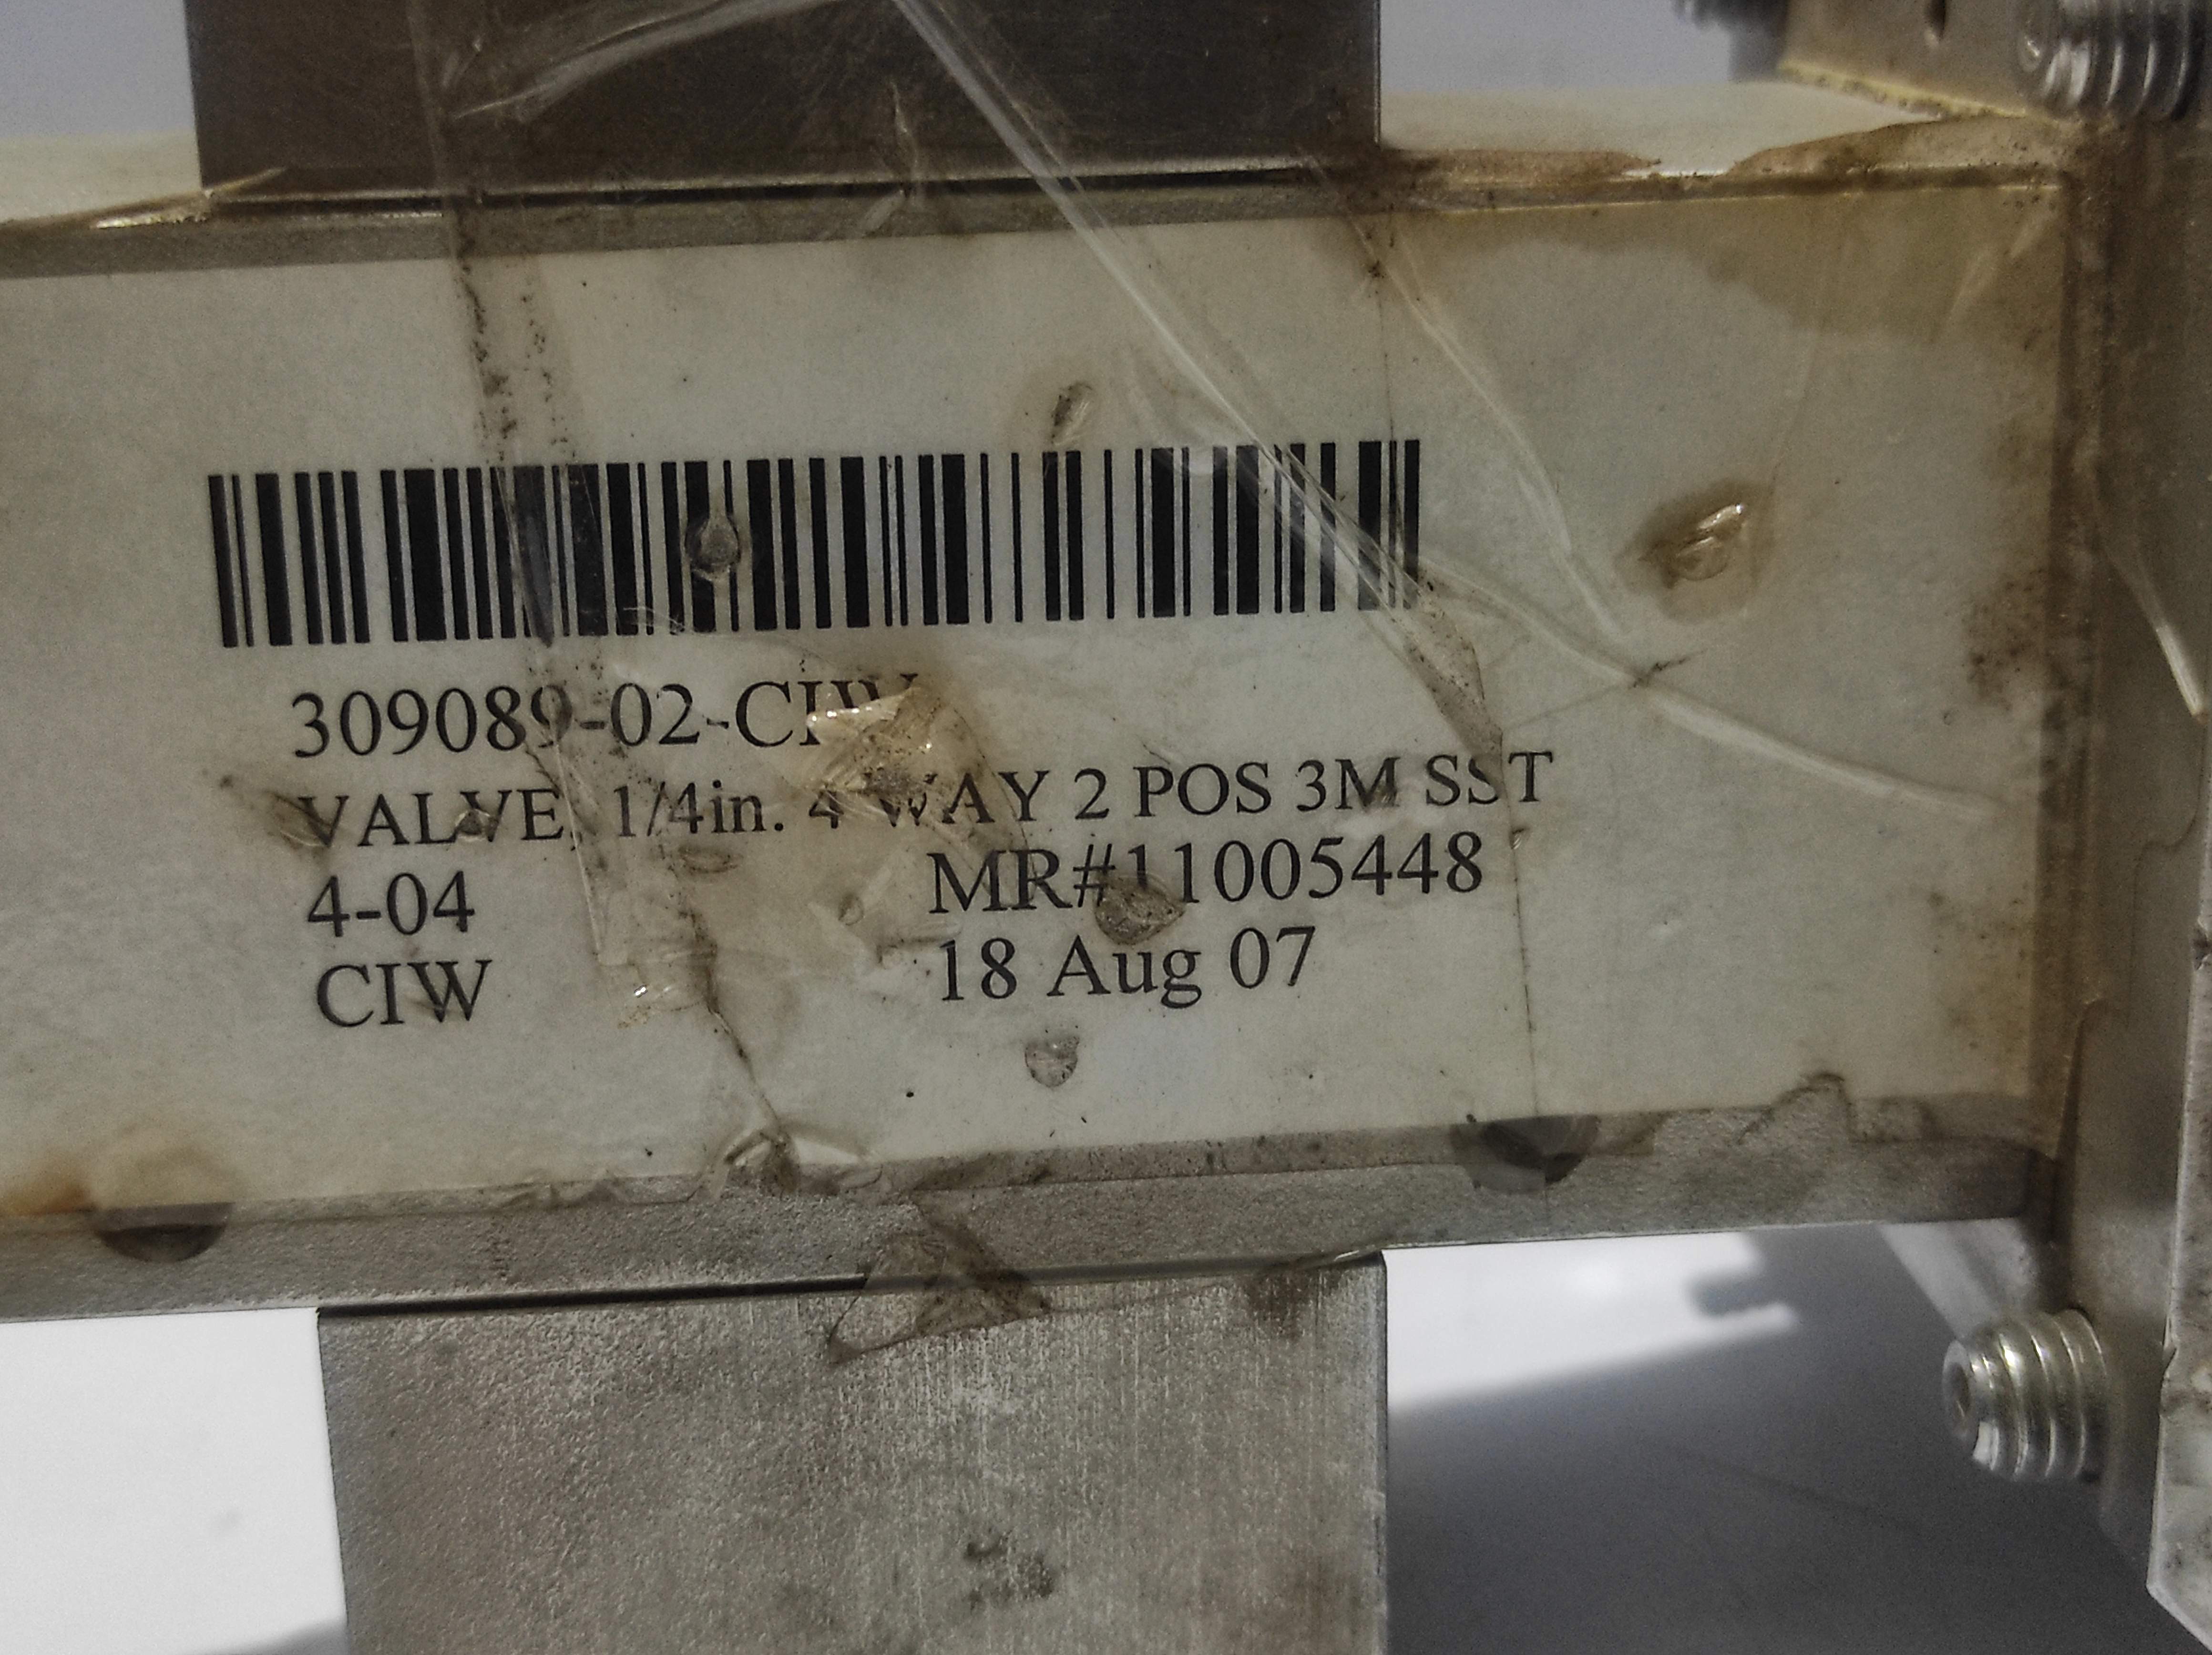 309089-02-CIW
VALVE, 1/4in. 4 WAY 2 POS 3M SST
4-04 MR#11005448
CIW 18 Aug 07